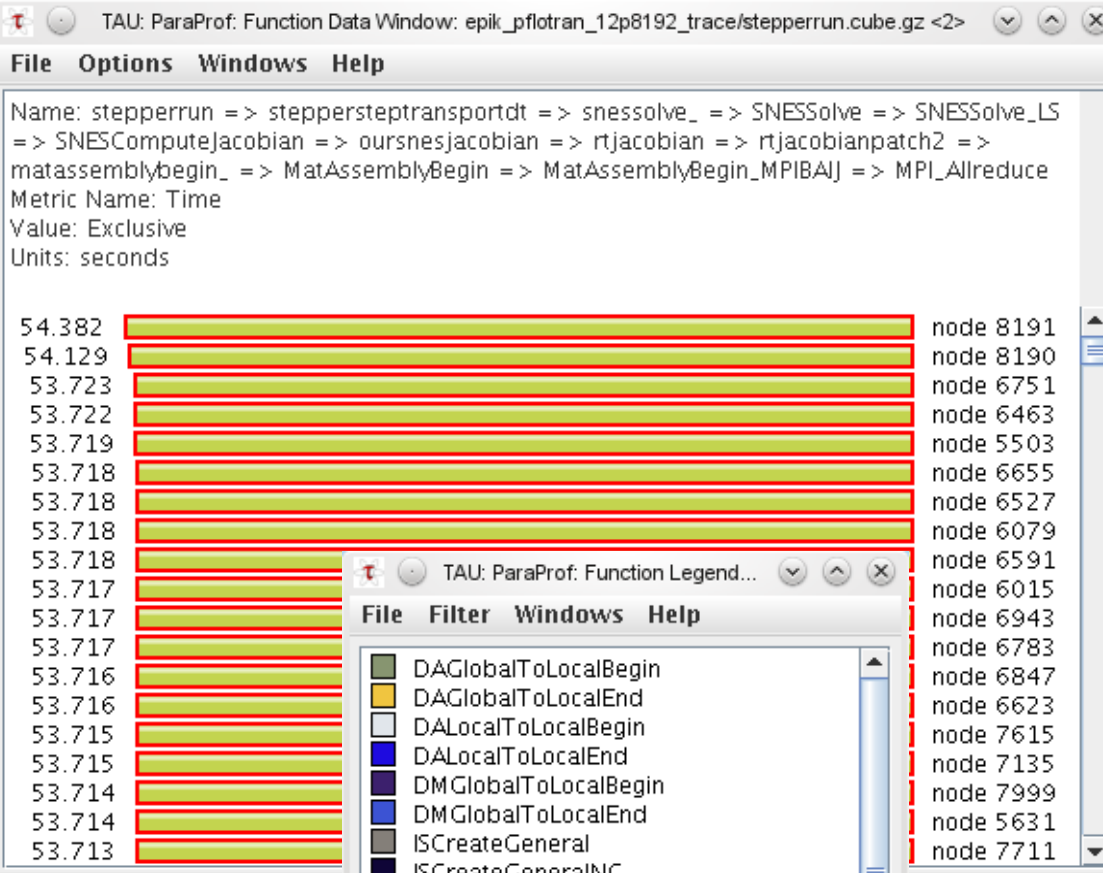 TAU: ParaProf: Function Data Window: epik_pflotran_12p8192_trace/stepperrun.cube.gz <2>
File Options Windows Help
Name: stepperrun => steppersteptransportdt => snessolve_ => SNESSolve => SNESSolve_LS
=> SNESComputeJacobian => oursnesjacobian => rtjacobian => rtjacobianpatch2 =>
matassemblybegin_ => MatAssemblyBegin => MatAssemblyBegin_MPIBAIJ => MPI_Allreduce
Metric Name: Time
Value: Exclusive
Units: seconds
54.382 node 8191
54.129 node 8190
53.723 node 6751
53.722 node 6463
53.719 node 5503
53.718 node 6655
53.718 node 6527
53.718 node 6079
53.718 node 6591
53.717 node 6015
53.717 node 6943
53.717 node 6783
53.716 node 6847
53.716 node 6623
53.715 node 7615
53.715 node 7135
53.714 node 7999
53.714 node 5631
53.713 node 7711
TAU: ParaProf: Function Legend...
File Filter Windows Help
DAGlobalToLocalBegin
DAGlobalToLocalEnd
DALocalToLocalBegin
DALocalToLocalEnd
DMGlobalToLocalBegin
DMGlobalToLocalEnd
ISCreateGeneral
ISCreateGeneralNC